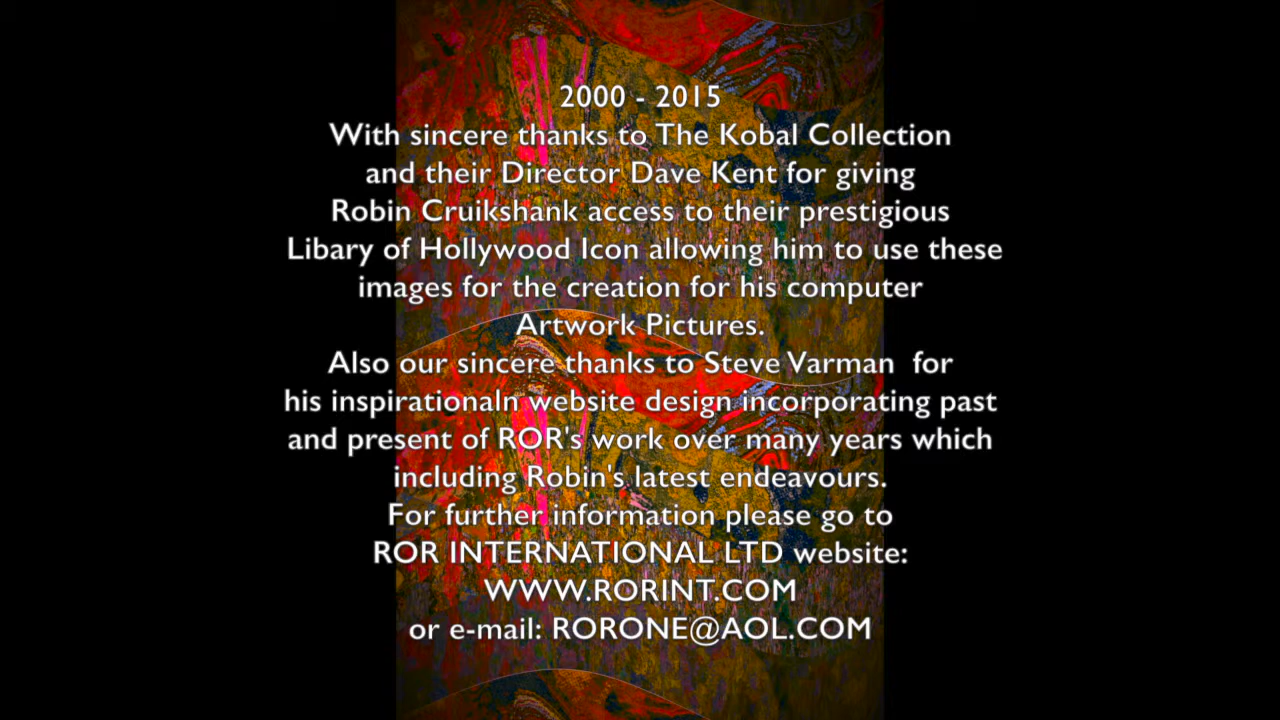 2000 - 2015
With sincere thanks to The Kobal Collection
and their Director Dave Kent for giving
Robin Cruikshank access to their prestigious
Libary of Hollywood Icon allowing him to use these
images for the creation for his computer
Artwork Pictures.
Also our sincere thanks to Steve Varman for
his inspirationaln website design incorporating past
and present of ROR's work over many years which
including Robin's latest endeavours.
For further information please go to
ROR INTERNATIONAL LTD website:
WWW.RORINT.COM
or e-mail: RORONE@AOL.COM